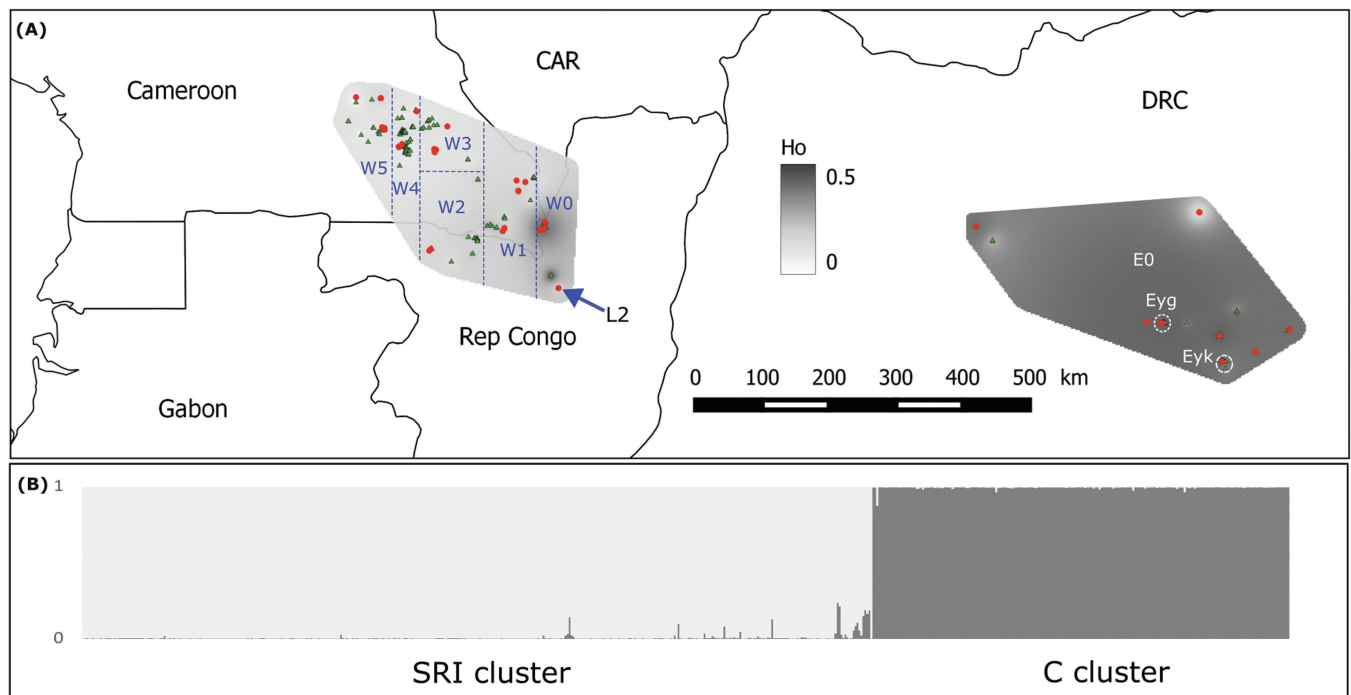 (A)
CAR
Cameroon
DRC
Ho
0.5
0
W3
W5
W4
W2
W0
W1
E0
Eyg
L2
Rep Congo
Eyk
0 100 200 300 400 500 km
Gabon
(B)
1
0
SRI cluster
C cluster